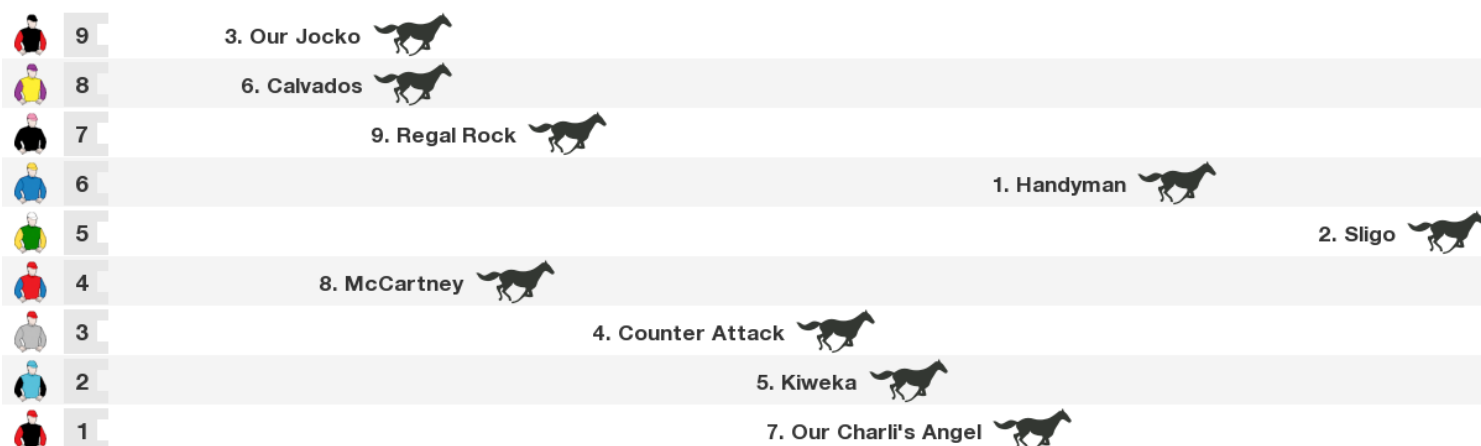 9 3. Our Jocko
8 6. Calvados
7 9. Regal Rock
6 1. Handyman
5 2. Sligo
4 8. McCartney
3 4. Counter Attack
2 5. Kiweka
1 7. Our Charli's Angel